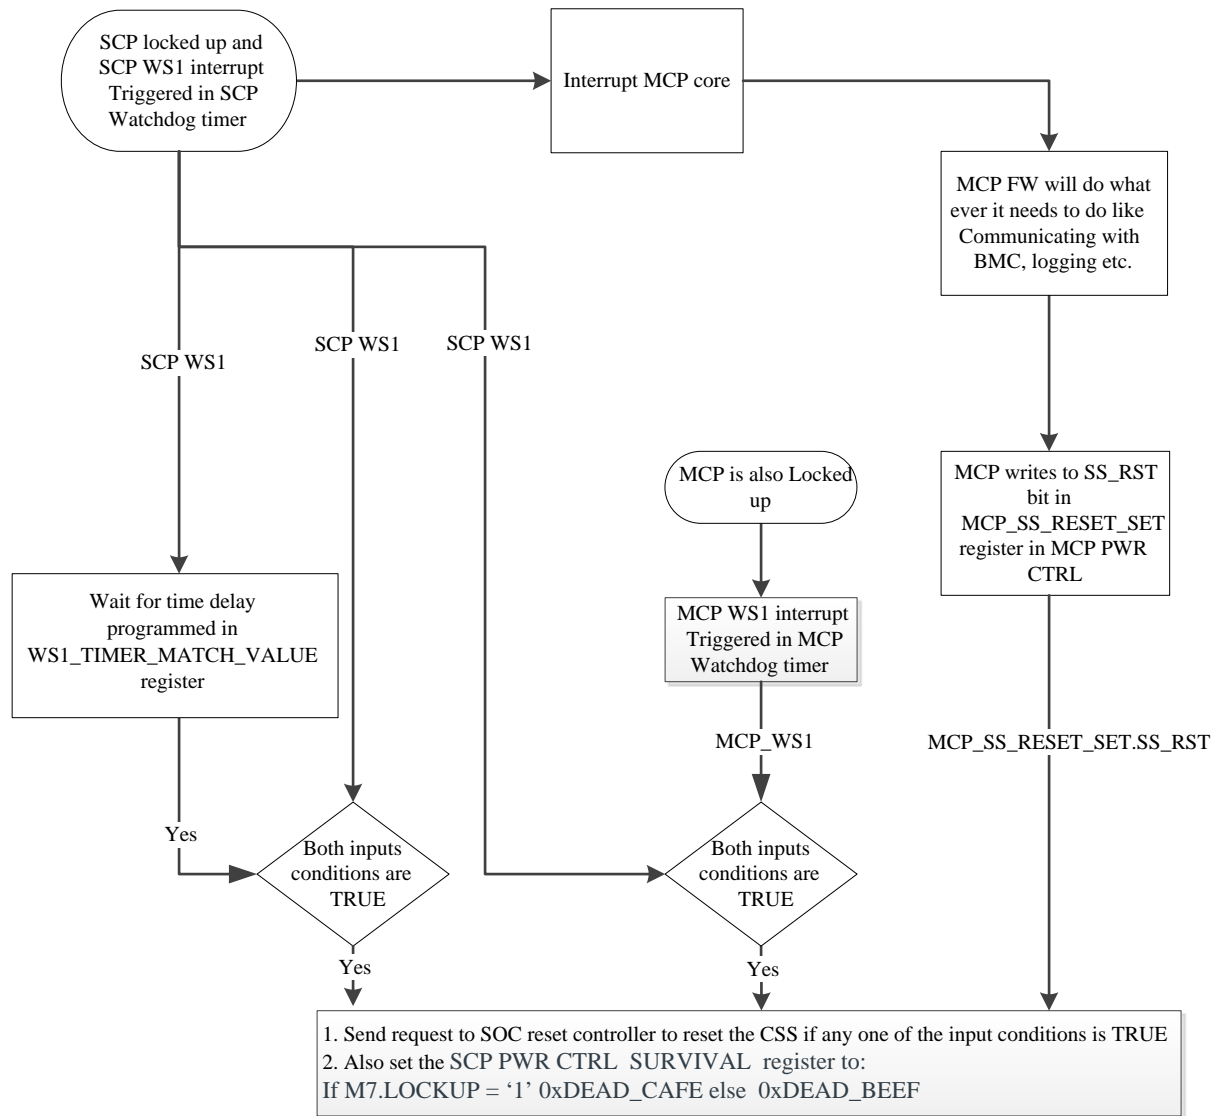 SCP locked up and
SCP WS1 interrupt
Triggered in SCP
Watchdog timer
Interrupt MCP core
MCP FW will do what
ever it needs to do like
Communicating with
BMC, logging etc.
SCP WS1
SCP WS1
SCP WS1
MCP is also Locked
up
MCP writes to SS_RST
bit in
MCP_SS_RESET_SET
register in MCP PWR
CTRL
Wait for time delay
programmed in
WS1_TIMER_MATCH_VALUE
register
MCP WS1 interrupt
Triggered in MCP
Watchdog timer
MCP_WS1
MCP_SS_RESET_SET.SS_RST
Yes
Both inputs
conditions are
TRUE
Both inputs
conditions are
TRUE
Yes
Yes
1. Send request to SOC reset controller to reset the CSS if any one of the input conditions is TRUE
2. Also set the SCP PWR CTRL SURVIVAL register to:
If M7.LOCKUP = ‘1’ 0xDEAD_CAFE else 0xDEAD_BEEF